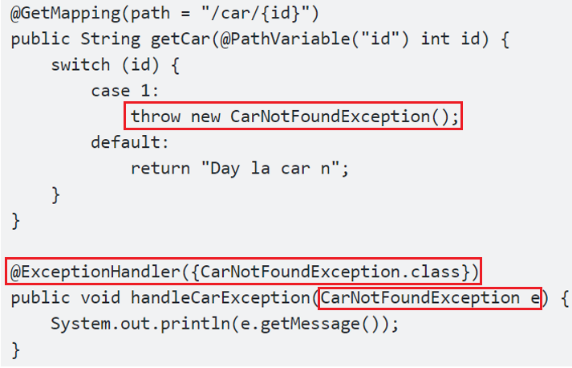 @GetMapping(path = "/car/{id}")
public String getCar(@PathVariable("id") int id) {
    switch (id) {
        case 1:
            throw new CarNotFoundException();
        default:
            return "Day la car n";
    }
}

@ExceptionHandler({CarNotFoundException.class})
public void handleCarException(CarNotFoundException e) {
    System.out.println(e.getMessage());
}